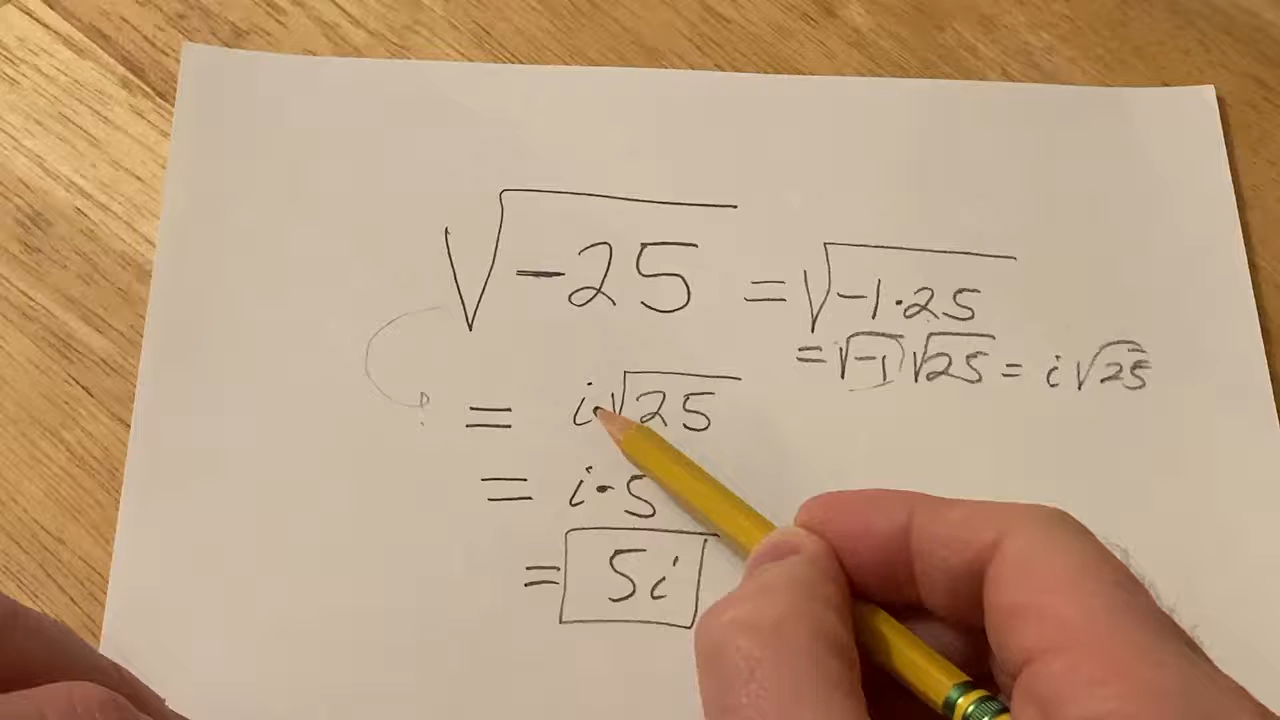 √-25 = √-1·25
= √-1 √25 = i √25
= i·√25
= i·5
= 5i